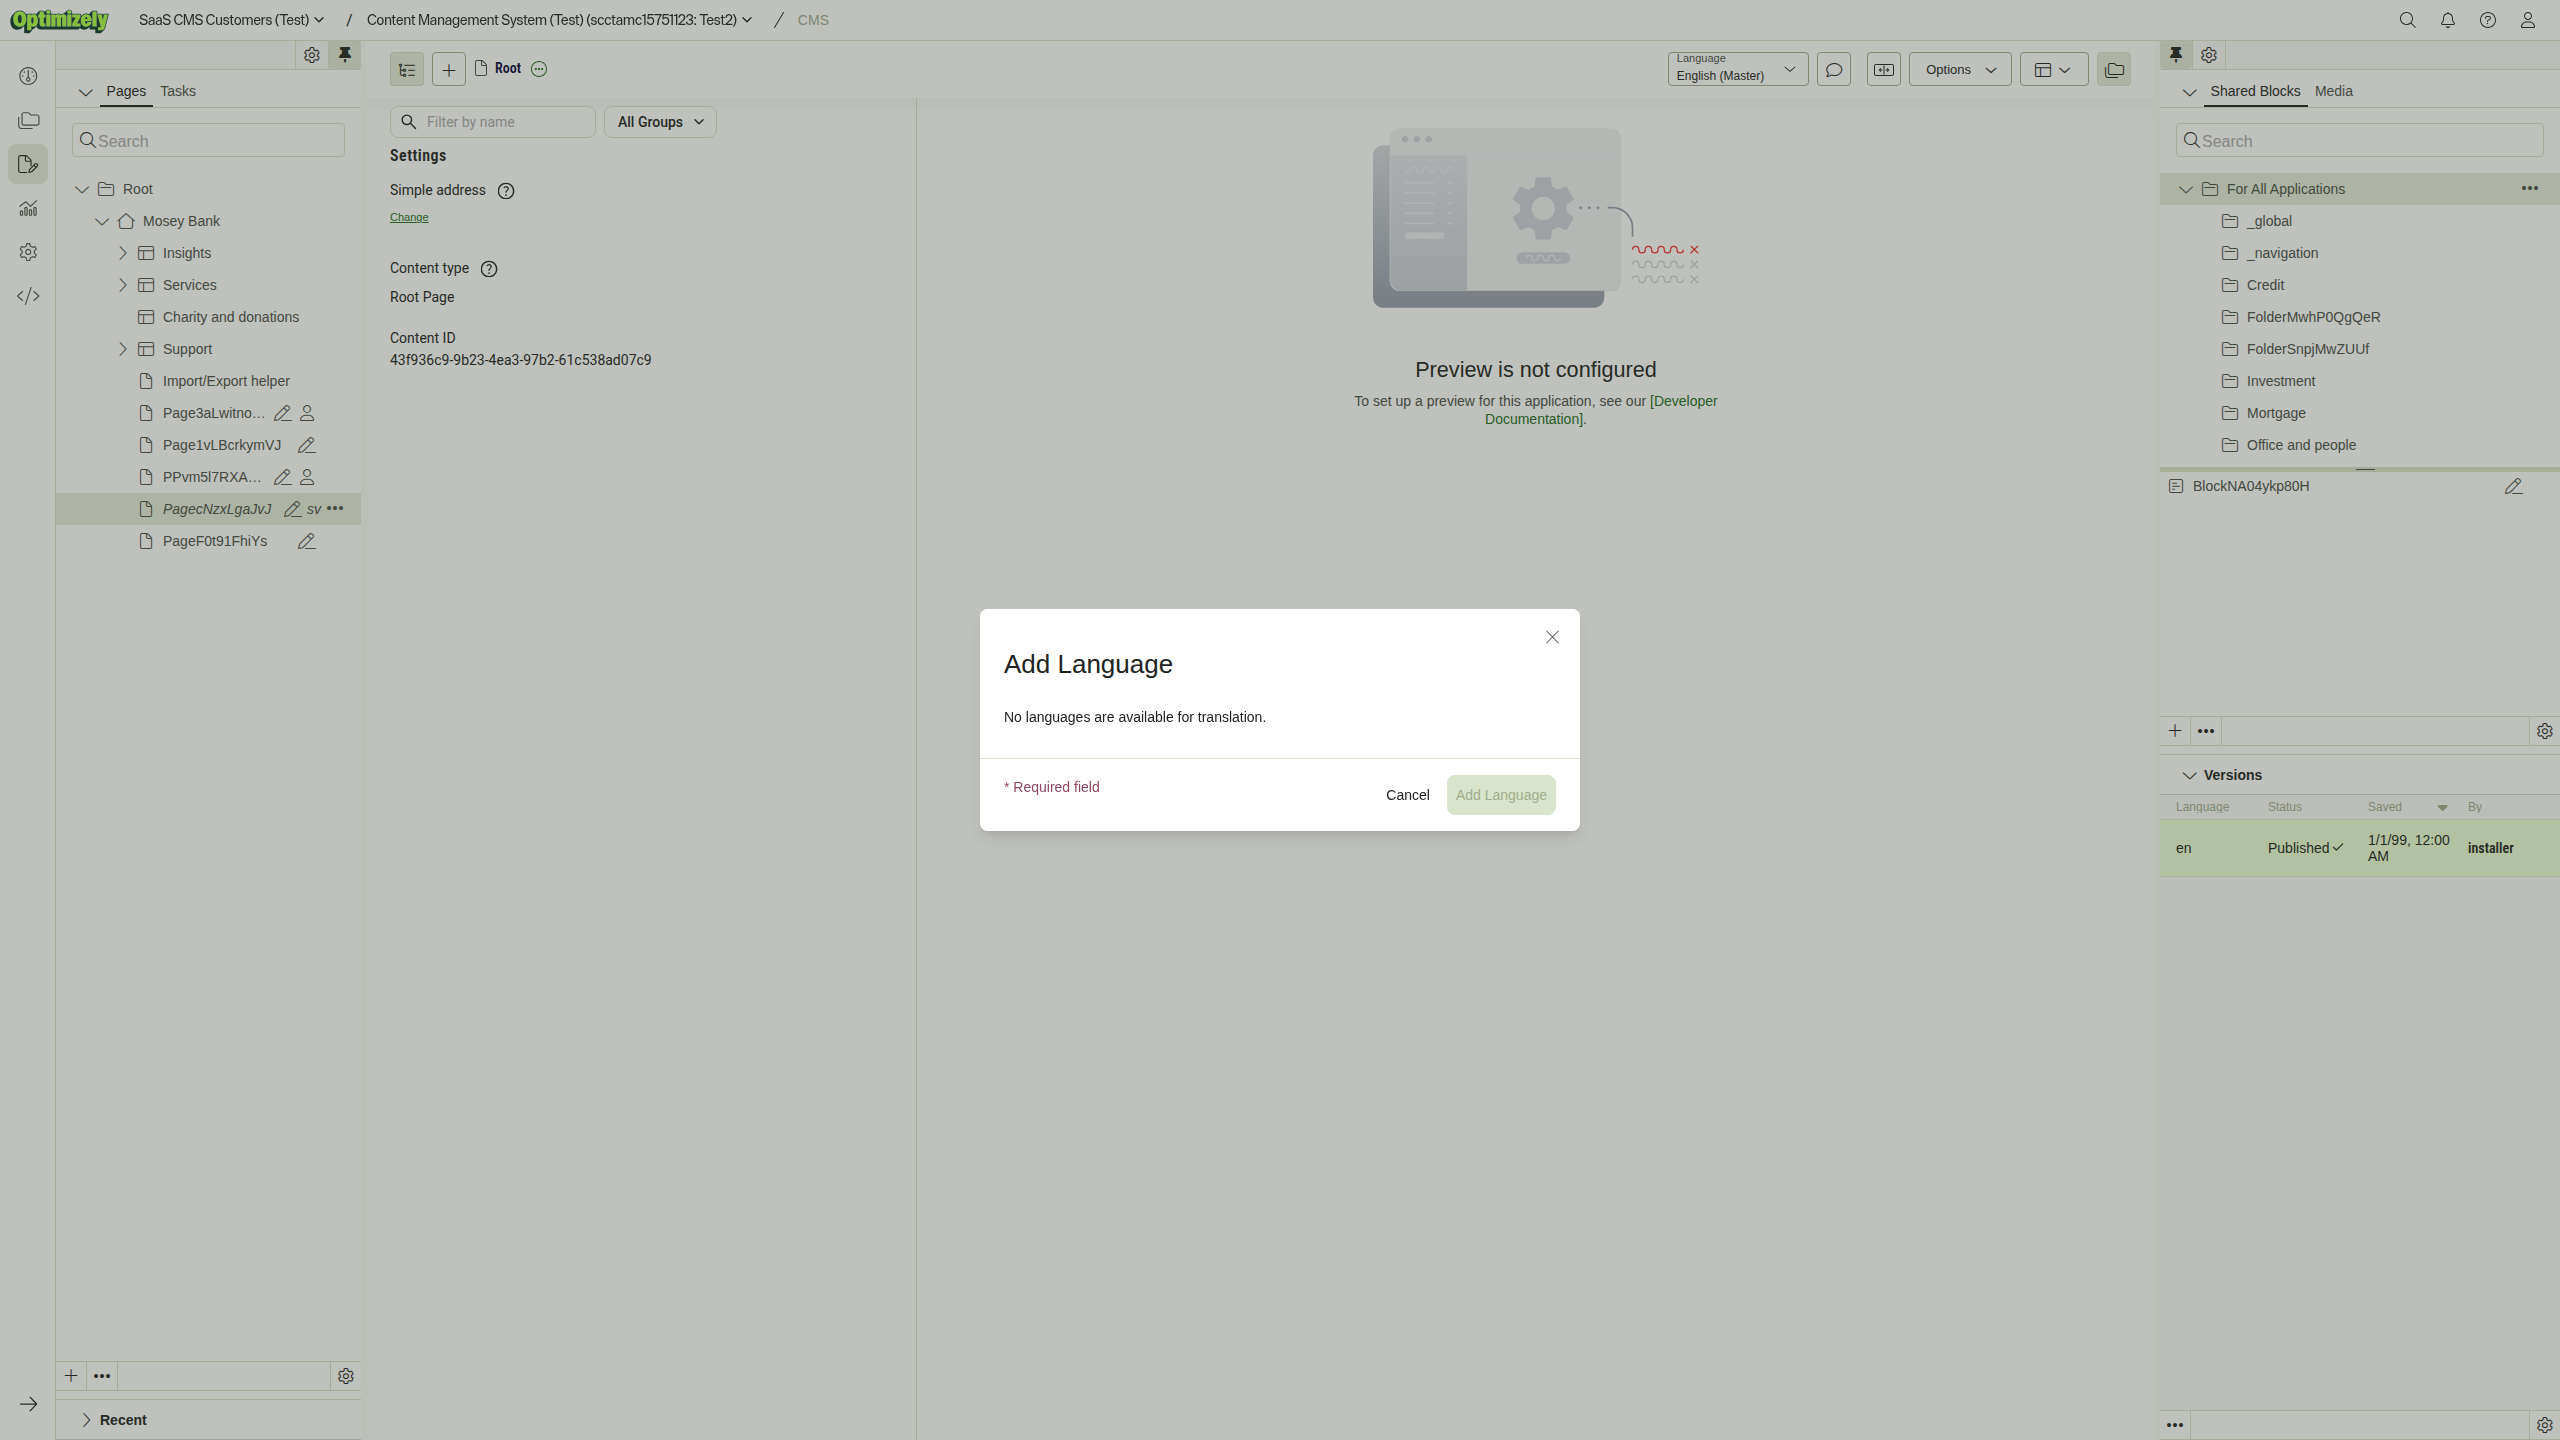 Optimizely
SaaS CMS Customers (Test) / Content Management System (Test) (scctamc15751123: Test2) / CMS
Pages Tasks
Search
Root
Mosey Bank
Insights
Services
Charity and donations
Support
Import/Export helper
Page3aLwitno...
Page1vLBcrkymVJ
PPvm5l7RXA...
PagecNzxLgaJvJ sv
PageF0t91FhiYs
Recent
Root
Language
English (Master)
Options
Filter by name
All Groups
Settings
Simple address
Change
Content type
Root Page
Content ID
43f936c9-9b23-4ea3-97b2-61c538ad07c9
Preview is not configured
To set up a preview for this application, see our [Developer
Documentation].
Add Language
No languages are available for translation.
* Required field
Cancel
Add Language
Shared Blocks Media
Search
For All Applications
_global
_navigation
Credit
FolderMwhP0QgQeR
FolderSnpjMwZUUf
Investment
Mortgage
Office and people
BlockNA04ykp80H
Versions
Language Status Saved By
en Published 1/1/99, 12:00 AM installer